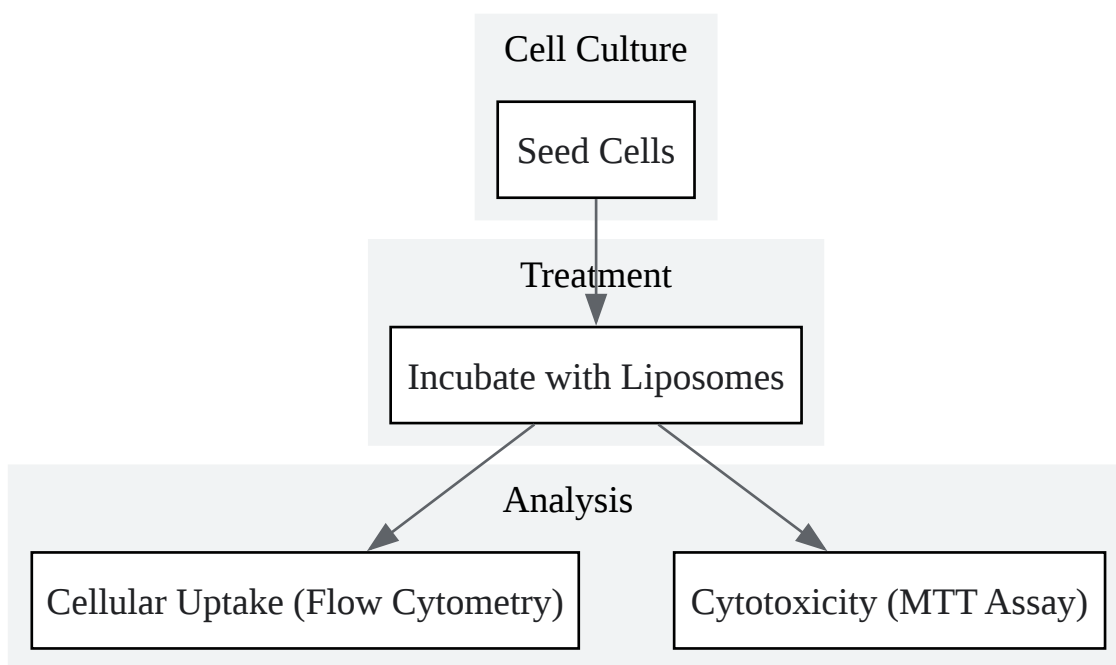 Cell Culture
Seed Cells
Treatment
Incubate with Liposomes
Analysis
Cellular Uptake (Flow Cytometry)
Cytotoxicity (MTT Assay)